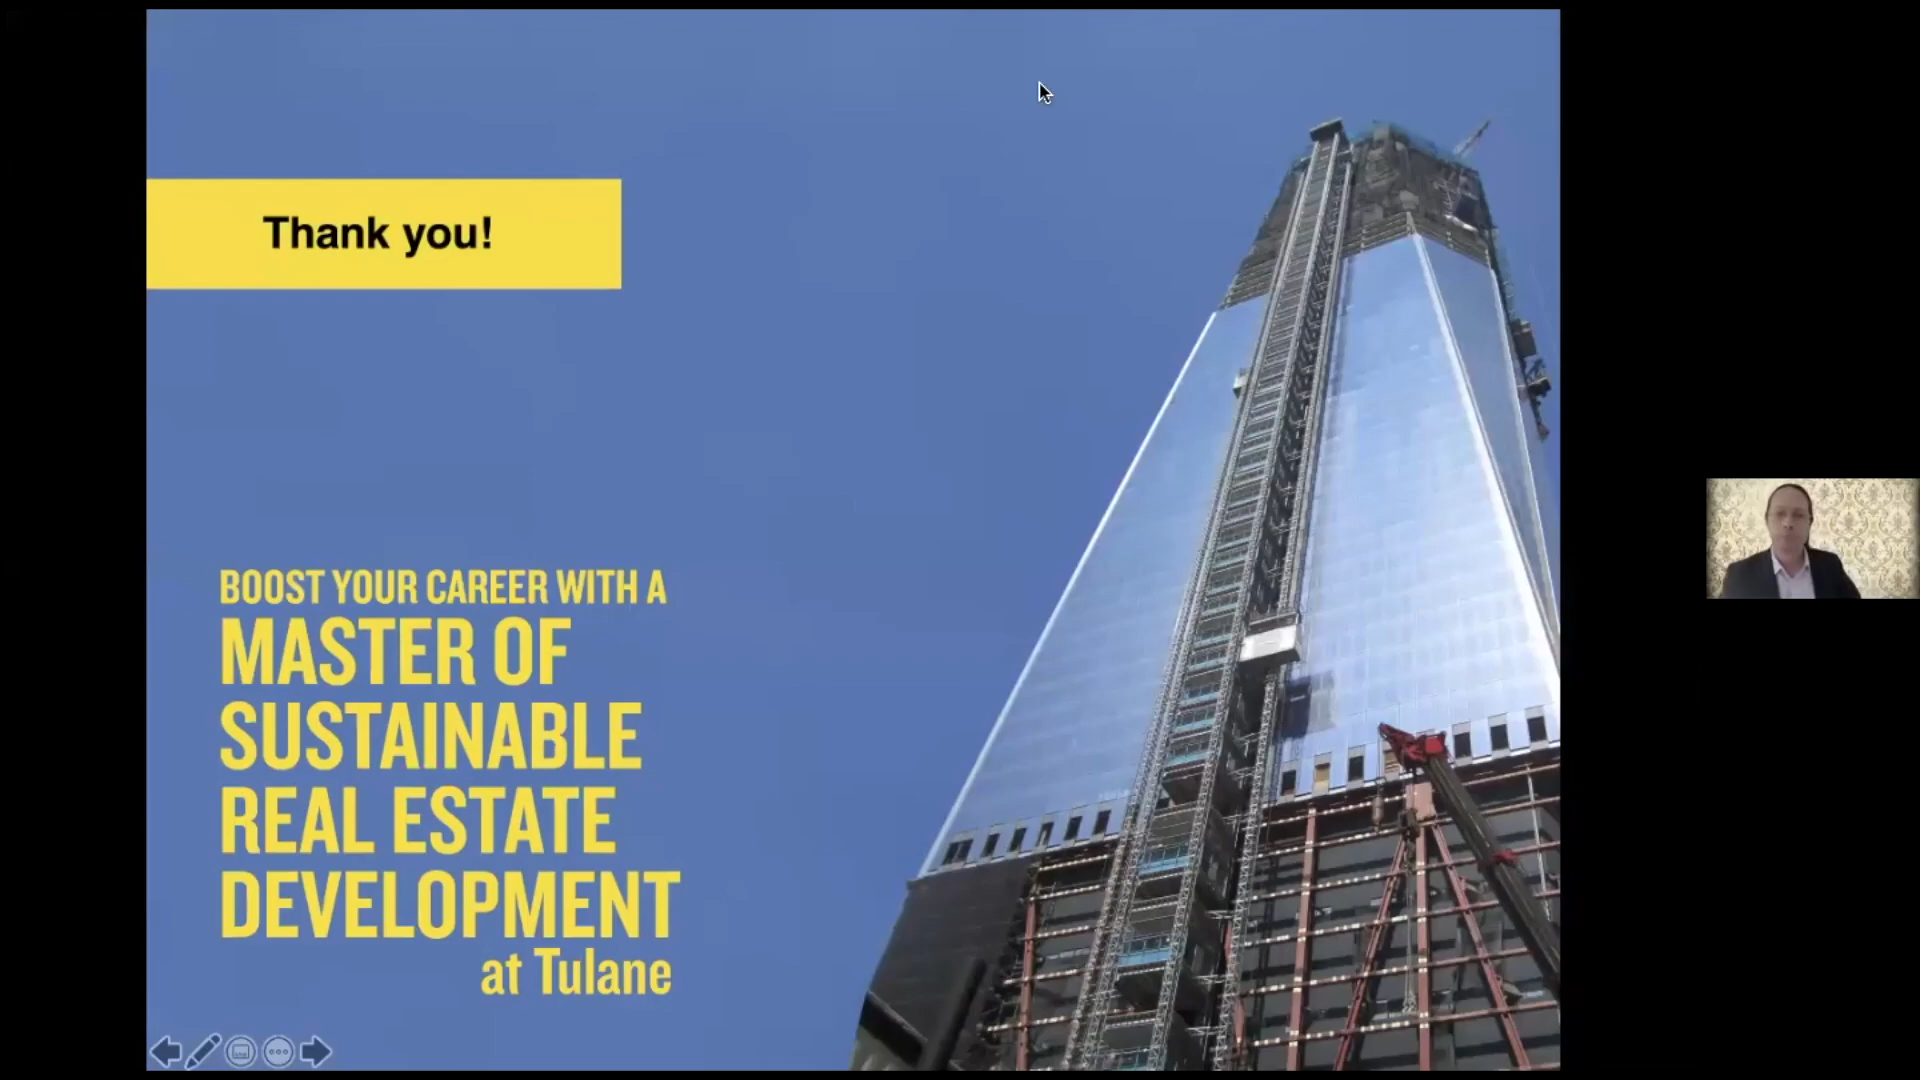 Thank you!
BOOST YOUR CAREER WITH A
MASTER OF
SUSTAINABLE
REAL ESTATE
DEVELOPMENT
at Tulane